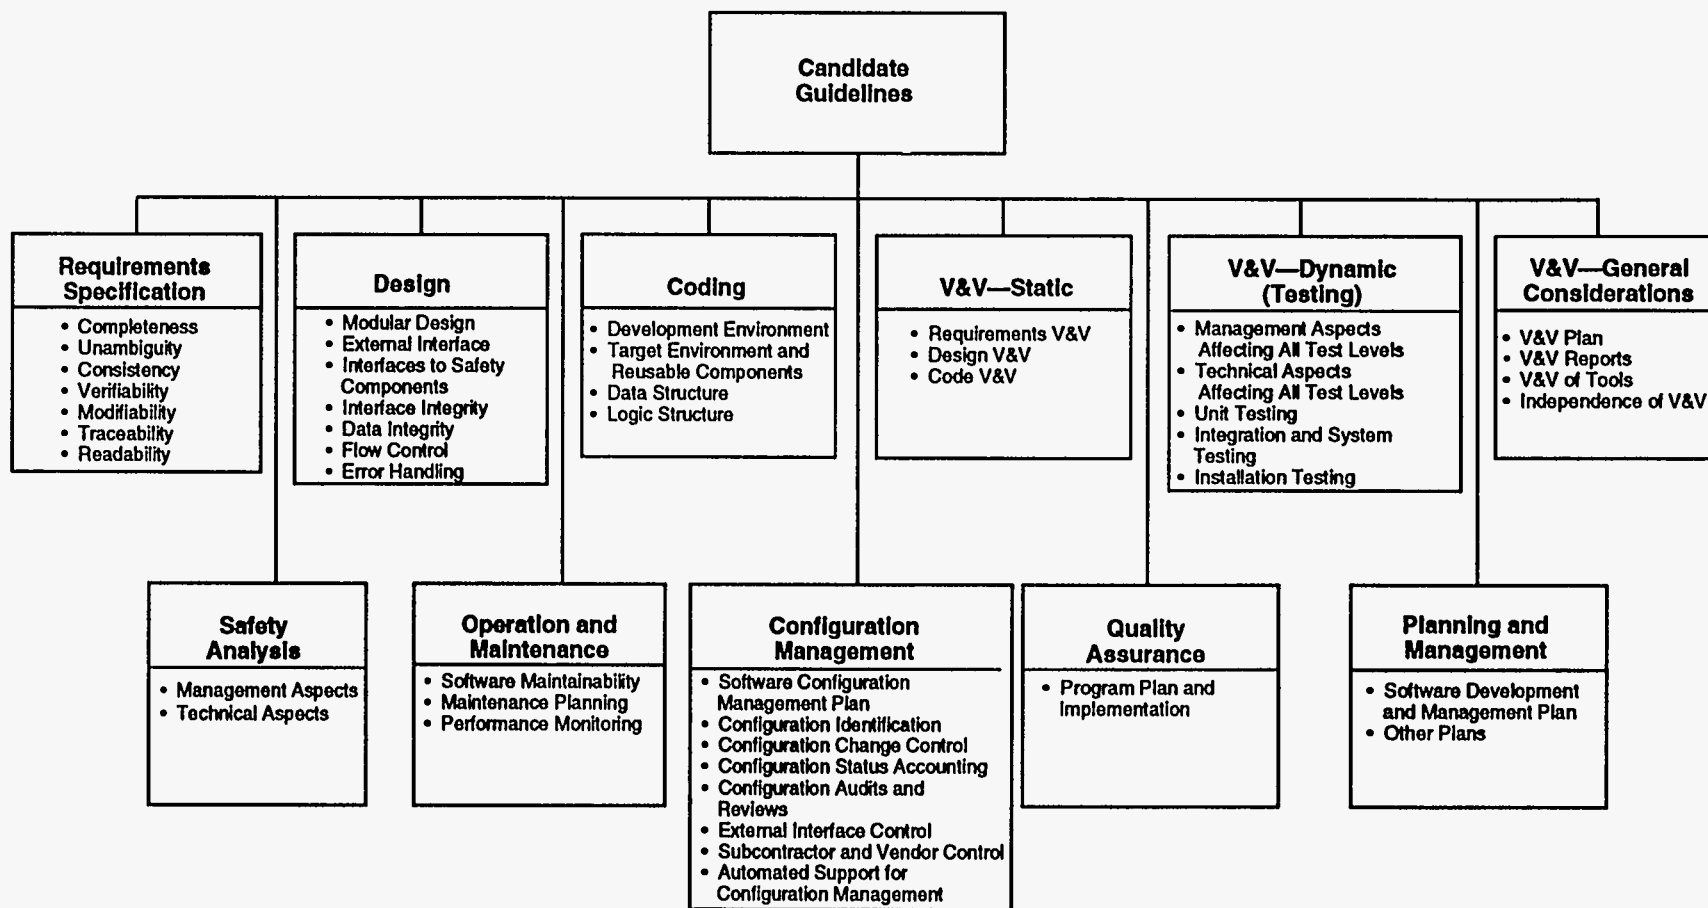 Candidate
Guidelines
Requirements
Specification
• Completeness
• Unambiguity
• Consistency
• Verifiability
• Modifiability
• Traceability
• Readability
Design
• Modular Design
• External Interface
• Interfaces to Safety
Components
• Interface Integrity
• Data Integrity
• Flow Control
• Error Handling
Coding
• Development Environment
• Target Environment and
Reusable Components
• Data Structure
• Logic Structure
V&V—Static
• Requirements V&V
• Design V&V
• Code V&V
V&V—Dynamic
(Testing)
• Management Aspects
Affecting All Test Levels
• Technical Aspects
Affecting All Test Levels
• Unit Testing
• Integration and System
Testing
• Installation Testing
V&V—General
Considerations
• V&V Plan
• V&V Reports
• V&V of Tools
• Independence of V&V
Safety
Analysis
• Management Aspects
• Technical Aspects
Operation and
Maintenance
• Software Maintainability
• Maintenance Planning
• Performance Monitoring
Configuration
Management
• Software Configuration
Management Plan
• Configuration Identification
• Configuration Change Control
• Configuration Status Accounting
• Configuration Audits and
Reviews
• External Interface Control
• Subcontractor and Vendor Control
• Automated Support for
Configuration Management
Quality
Assurance
• Program Plan and
Implementation
Planning and
Management
• Software Development
and Management Plan
• Other Plans